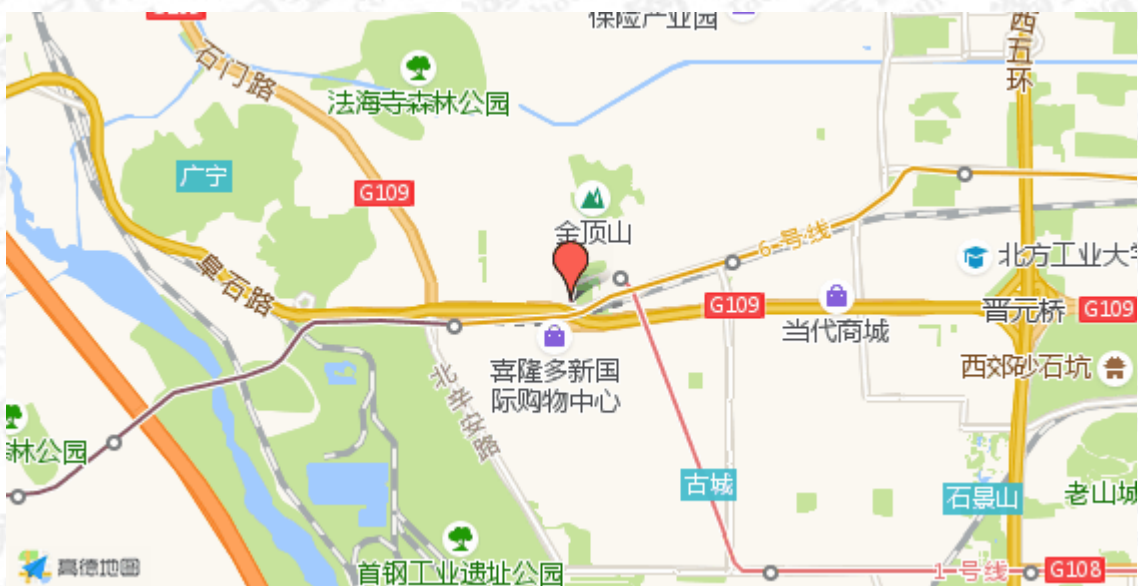 保险产业园
西五环
石门路
法海寺森林公园
广宁
G109
金顶山
6号线
北方工业大学
阜石路
G109
晋元桥
G109
当代商城
喜隆多新国
际购物中心
西郊砂石坑
北辛安路
林公园
古城
石景山
老山城
首钢工业遗址公园
1号线
G108
高德地图